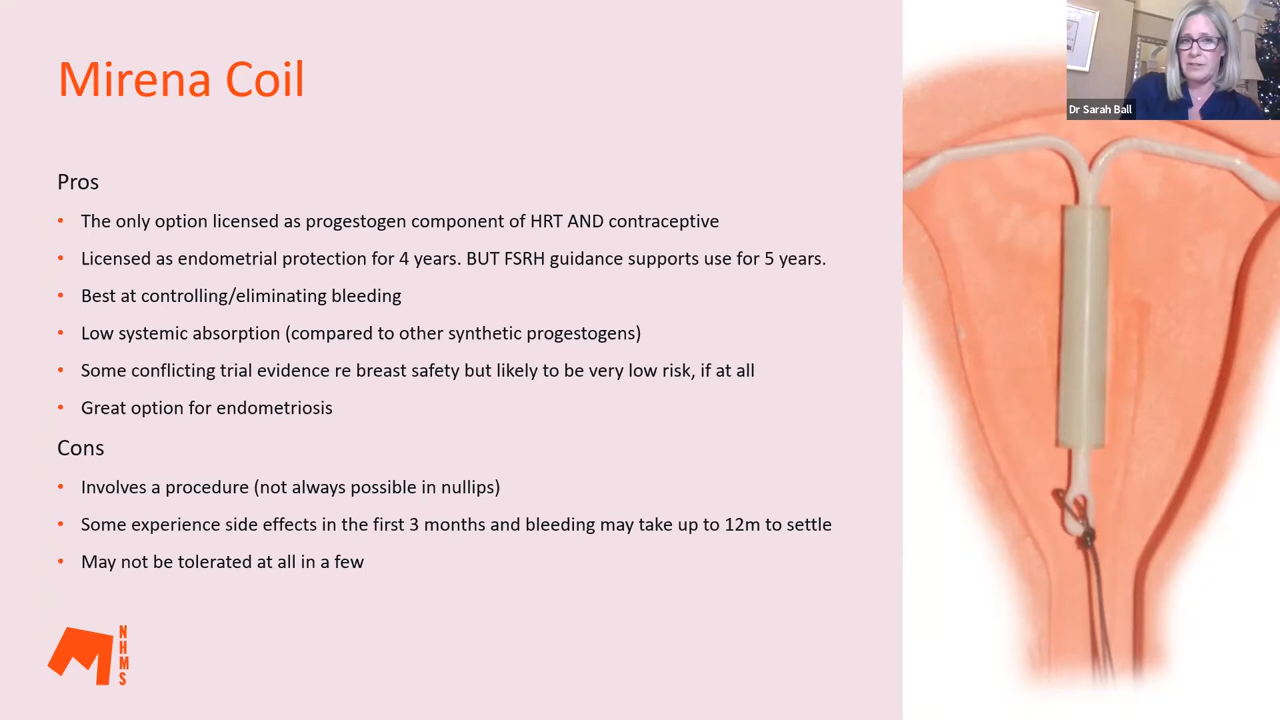 Mirena Coil
Dr Sarah Ball
Pros
• The only option licensed as progestogen component of HRT AND contraceptive
• Licensed as endometrial protection for 4 years. BUT FSRH guidance supports use for 5 years.
• Best at controlling/eliminating bleeding
• Low systemic absorption (compared to other synthetic progestogens)
• Some conflicting trial evidence re breast safety but likely to be very low risk, if at all
• Great option for endometriosis
Cons
• Involves a procedure (not always possible in nullips)
• Some experience side effects in the first 3 months and bleeding may take up to 12m to settle
• May not be tolerated at all in a few
NHMS